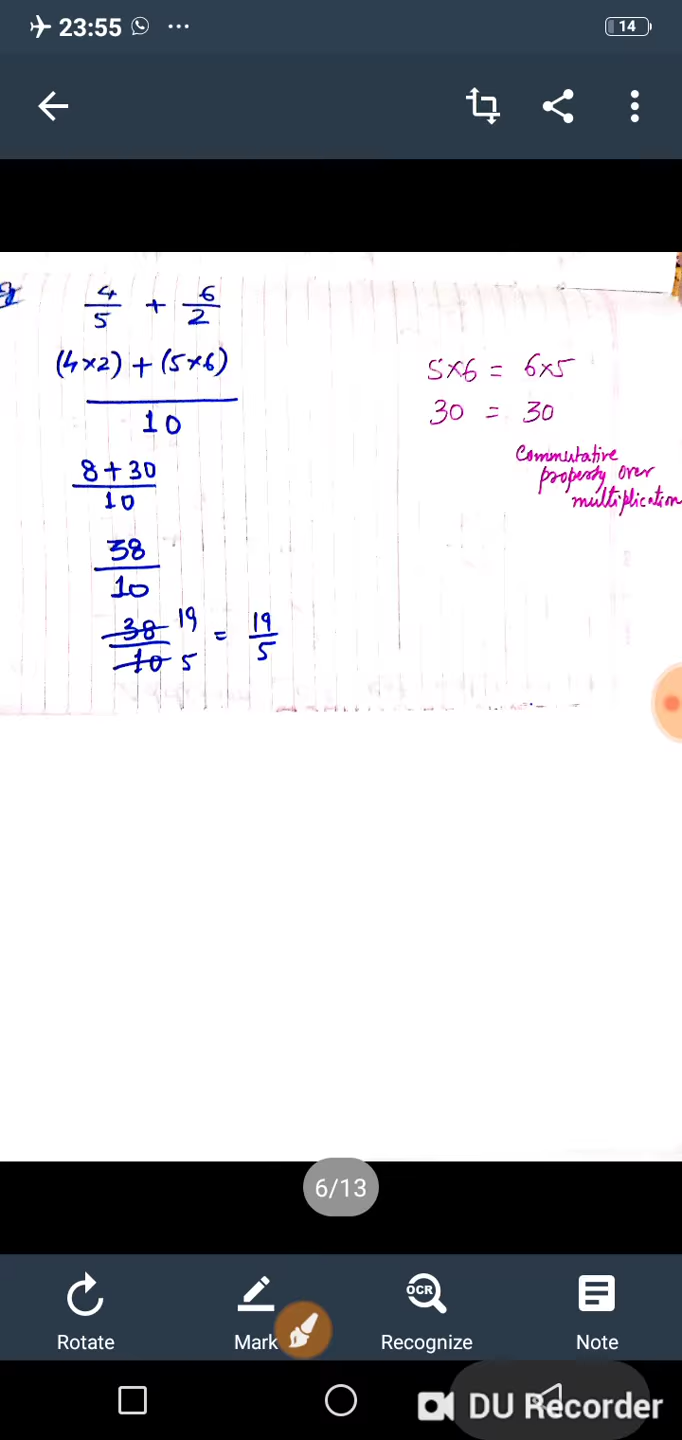 23:55
14
Eg 4/5 + 6/2
(4×2) + (5×6)
10
8 + 30
10
38
10
38 19 = 19
10 5 5
5×6 = 6×5
30 = 30
Commutative
property over
multiplication
6/13
OCR
Rotate
Mark
Recognize
Note
DU Recorder